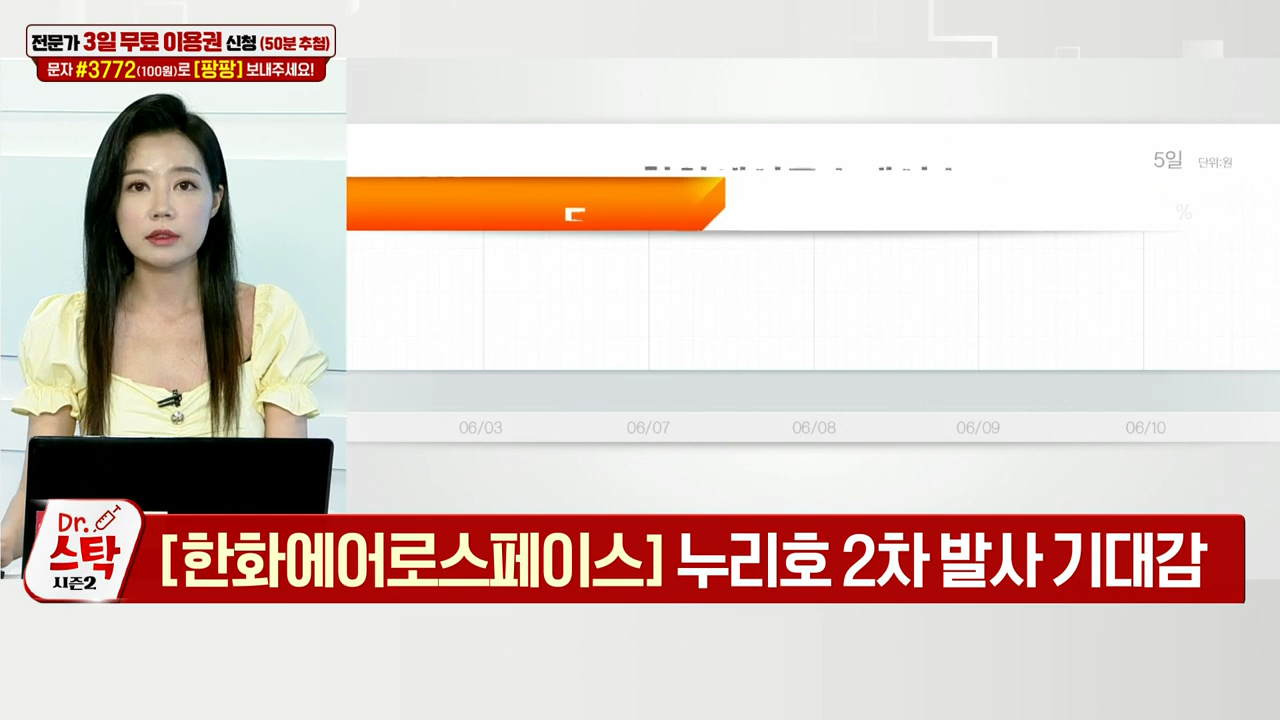 전문가 3일 무료 이용권 신청 (50분 추첨)
문자 #3772(100원)로 [팡팡] 보내주세요!
5일 단위:원
%
06/03 06/07 06/08 06/09 06/10
Dr.
스탁
시즌2
[한화에어로스페이스] 누리호 2차 발사 기대감